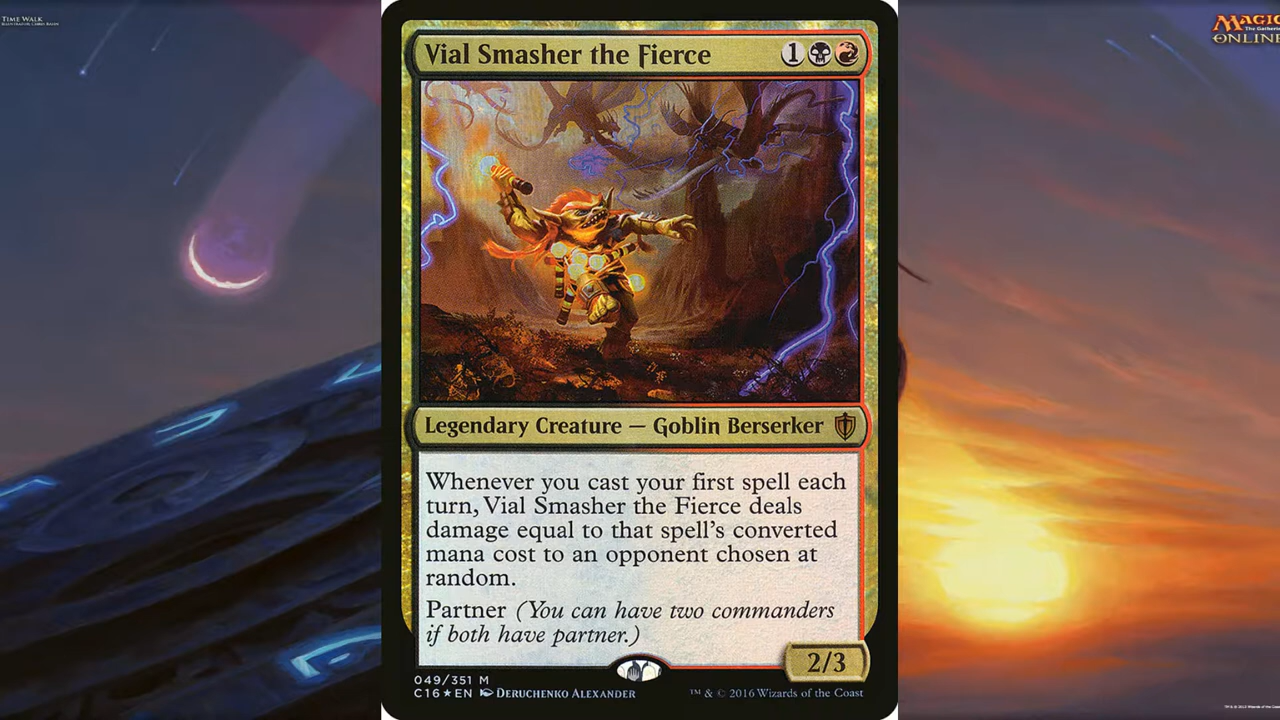 TIME WALK
MAGIC
The Gathering
ONLINE
Vial Smasher the Fierce
1
Legendary Creature — Goblin Berserker
Whenever you cast your first spell each
turn, Vial Smasher the Fierce deals
damage equal to that spell's converted
mana cost to an opponent chosen at
random.
Partner (You can have two commanders
if both have partner.)
2/3
049/351 M
C16★EN Deruchenko Alexander
™ & © 2016 Wizards of the Coast